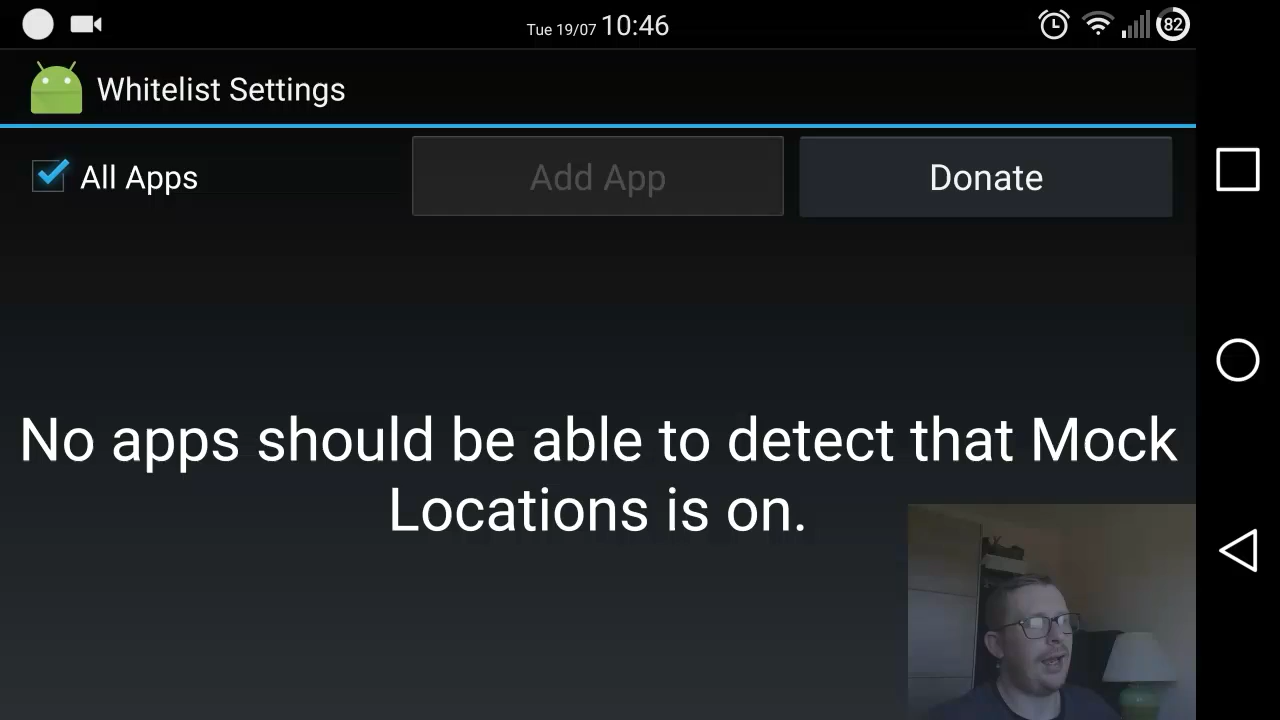 Tue 19/07 10:46
82
Whitelist Settings
All Apps
Add App
Donate
No apps should be able to detect that Mock
Locations is on.